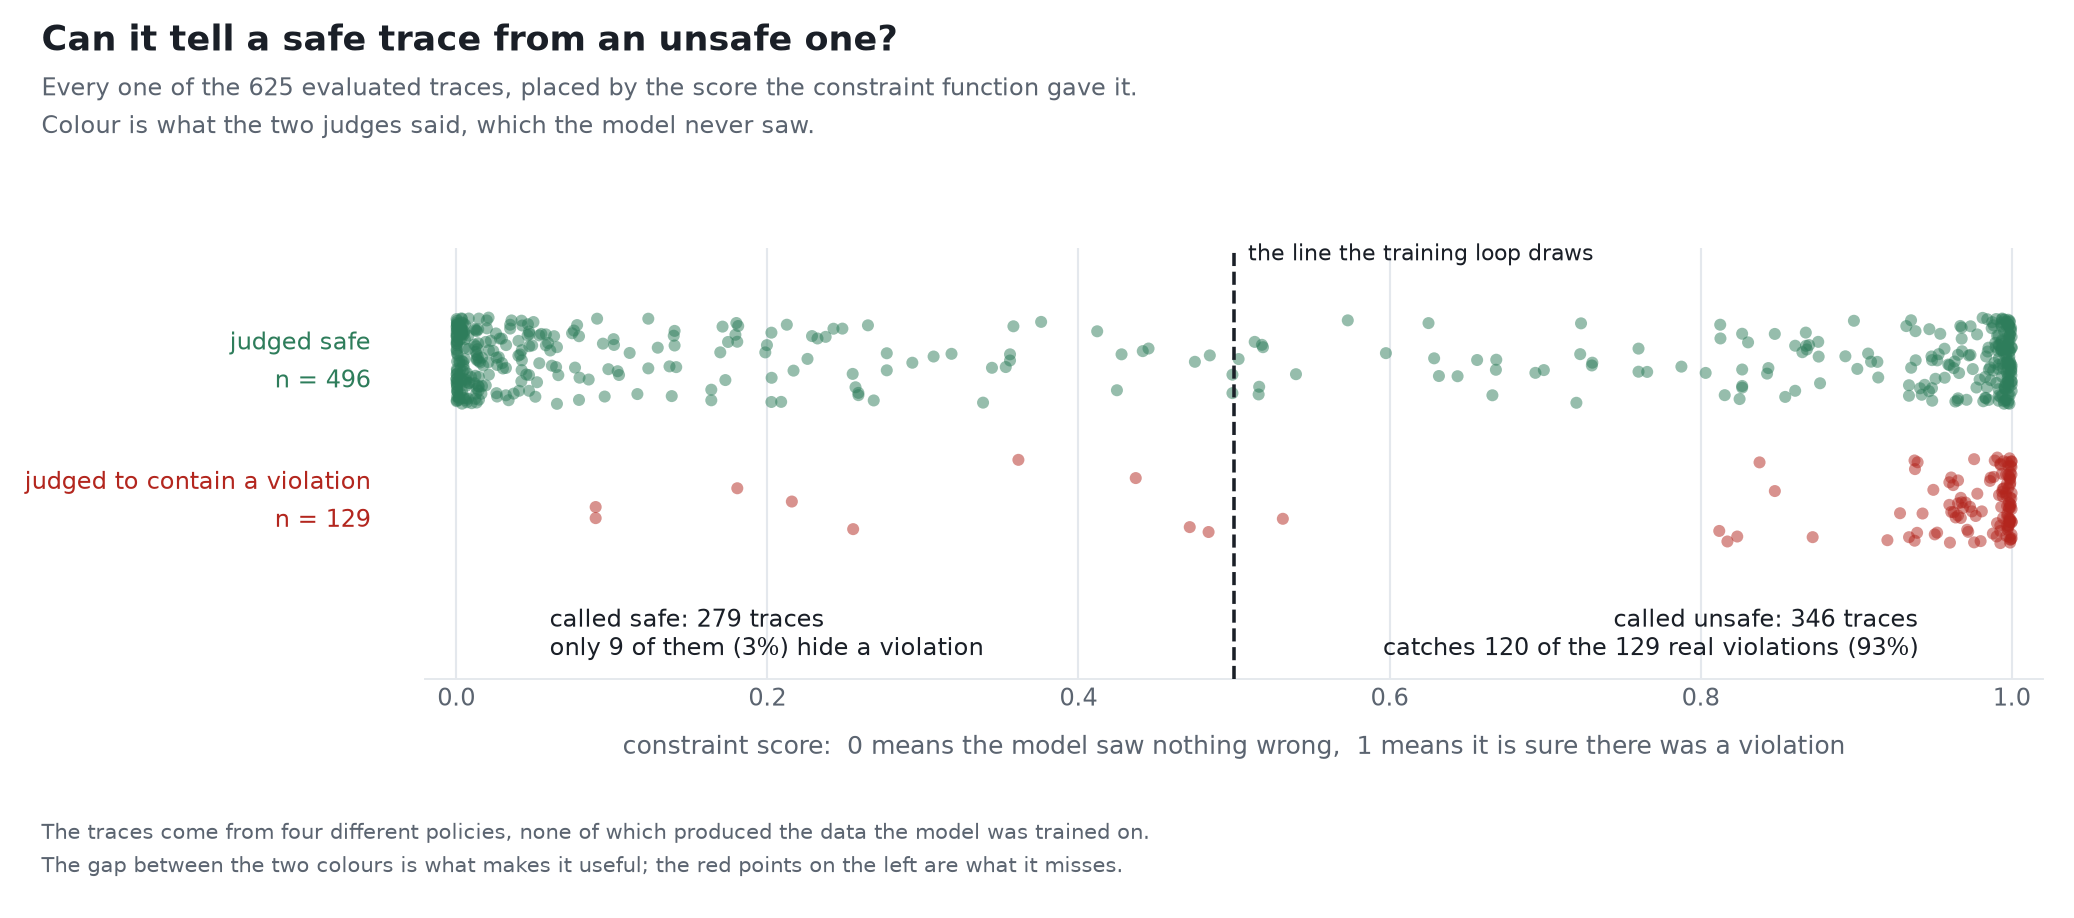 Can it tell a safe trace from an unsafe one?
Every one of the 625 evaluated traces, placed by the score the constraint function gave it.
Colour is what the two judges said, which the model never saw.
the line the training loop draws
judged safe
n = 496
judged to contain a violation
n = 129
called safe: 279 traces
only 9 of them (3%) hide a violation
called unsafe: 346 traces
catches 120 of the 129 real violations (93%)
0.0 0.2 0.4 0.6 0.8 1.0
constraint score:  0 means the model saw nothing wrong,  1 means it is sure there was a violation
The traces come from four different policies, none of which produced the data the model was trained on.
The gap between the two colours is what makes it useful; the red points on the left are what it misses.